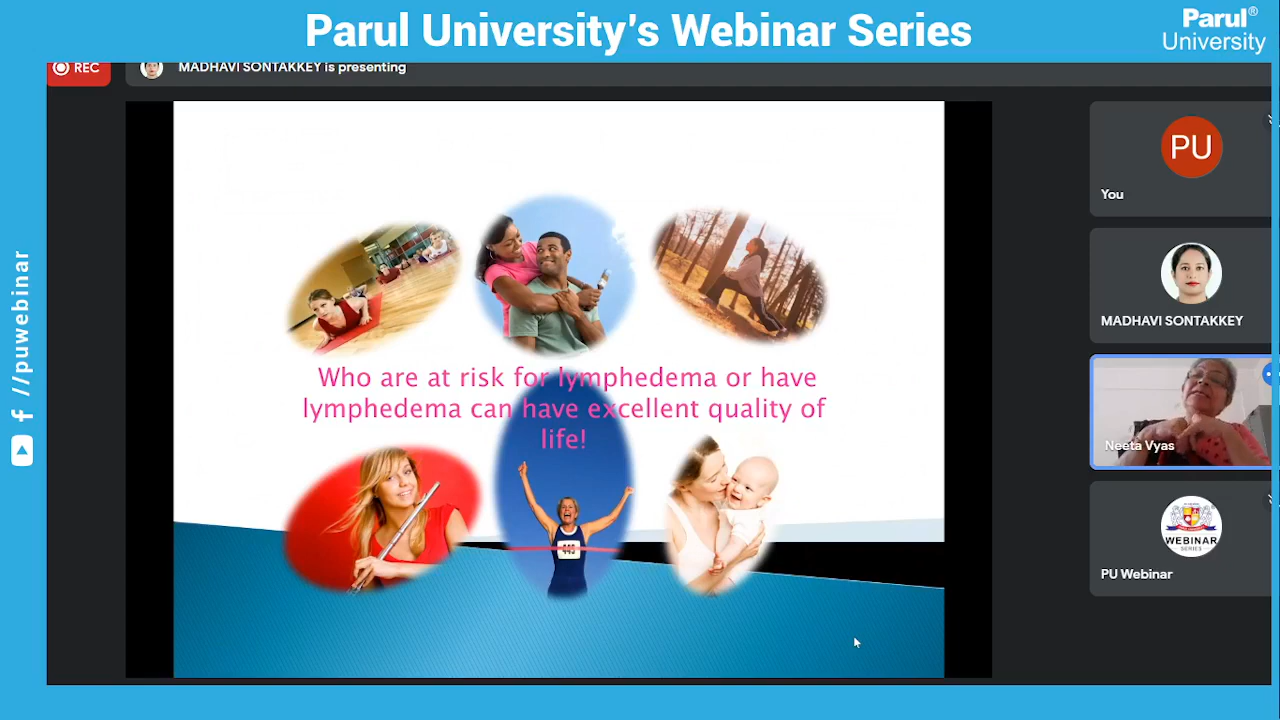 Parul University's Webinar Series
Parul®
University
REC
MADHAVI SONTAKKEY is presenting
PU
You
MADHAVI SONTAKKEY
Who are at risk for lymphedema or have
lymphedema can have excellent quality of
life!
445
Neeta Vyas
WEBINAR
SERIES
PU Webinar
//puwebinar